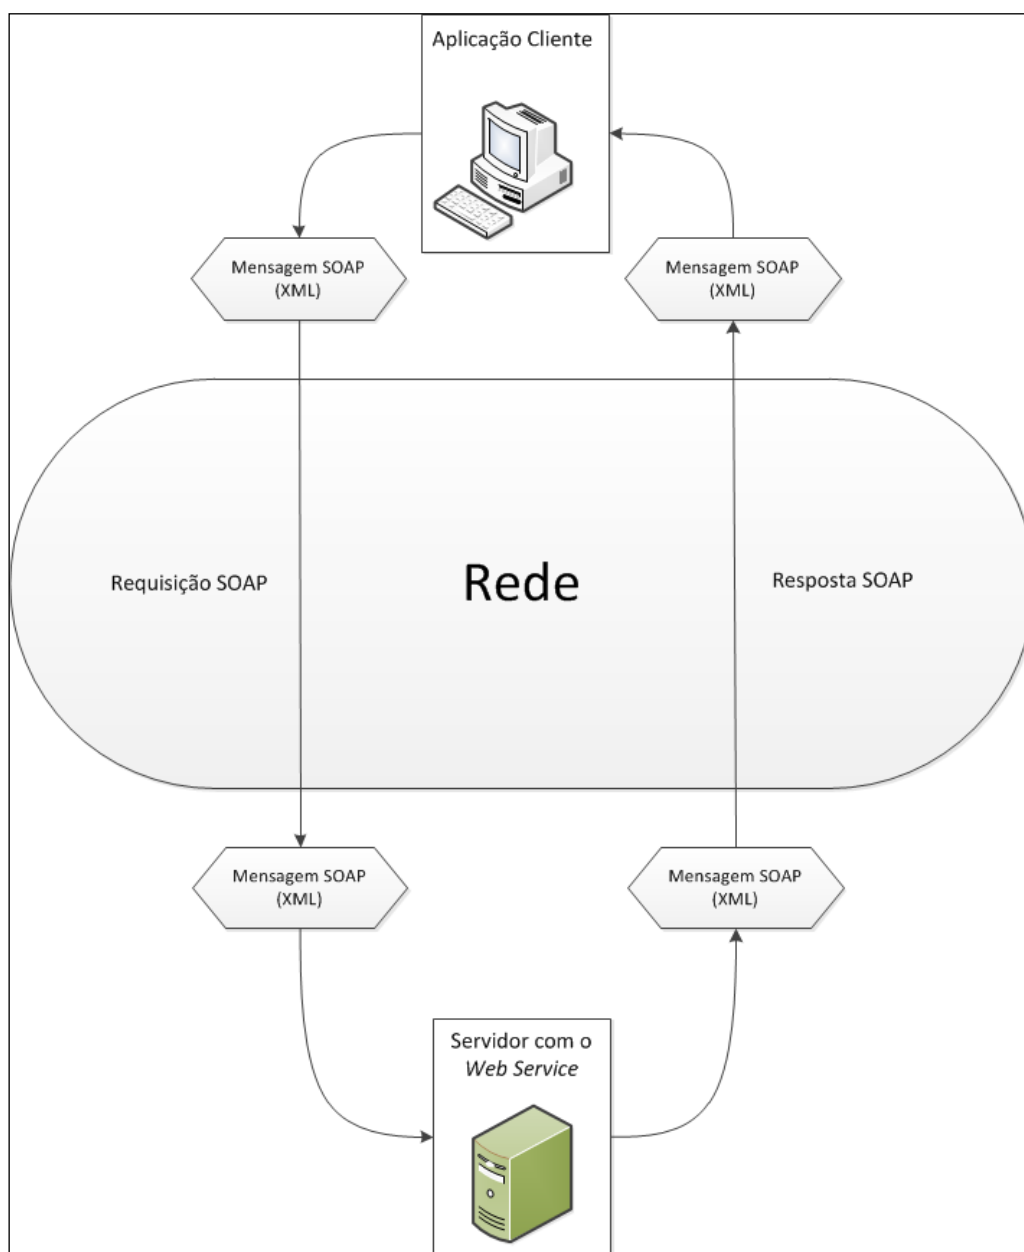 Aplicação Cliente
Mensagem SOAP
(XML)
Mensagem SOAP
(XML)
Requisição SOAP
Rede
Resposta SOAP
Mensagem SOAP
(XML)
Mensagem SOAP
(XML)
Servidor com o
Web Service